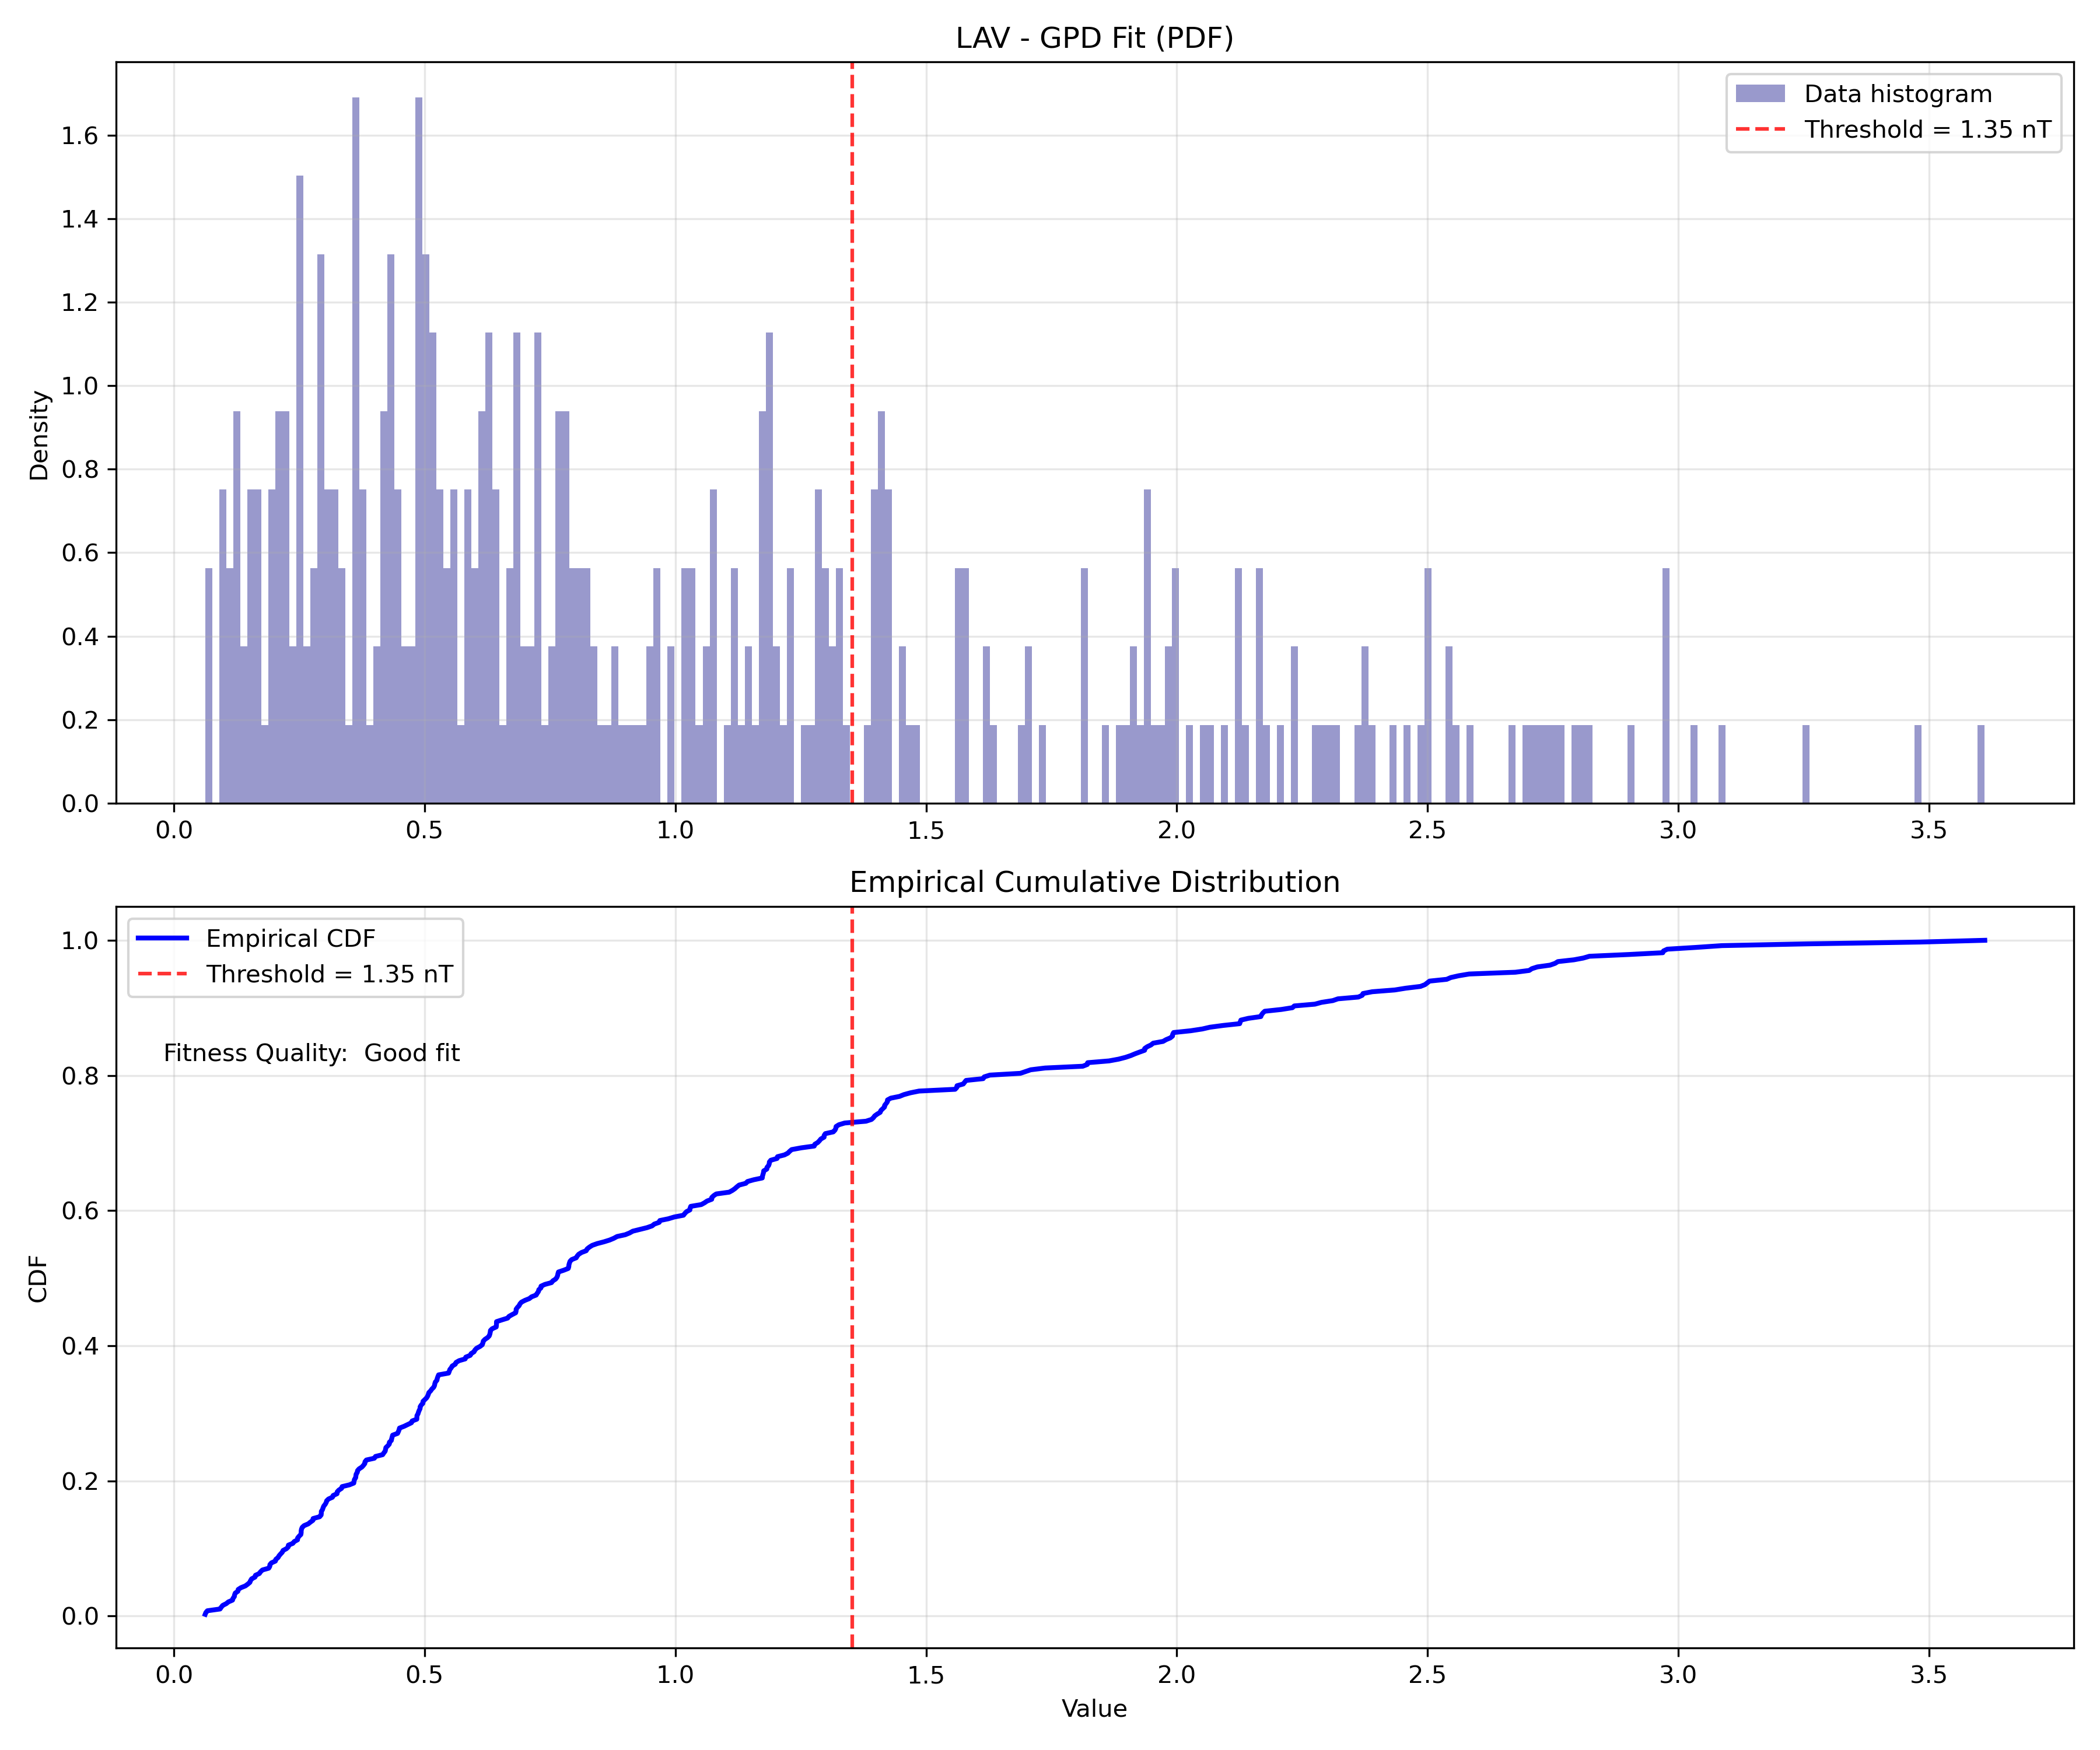 LAV - GPD Fit (PDF)
Density
1.6
1.4
1.2
1.0
0.8
0.6
0.4
0.2
0.0
Data histogram
Threshold = 1.35 nT
0.0 0.5 1.0 1.5 2.0 2.5 3.0 3.5
Empirical Cumulative Distribution
CDF
1.0
0.8
0.6
0.4
0.2
0.0
Empirical CDF
Threshold = 1.35 nT
Fitness Quality:  Good fit
0.0 0.5 1.0 1.5 2.0 2.5 3.0 3.5
Value